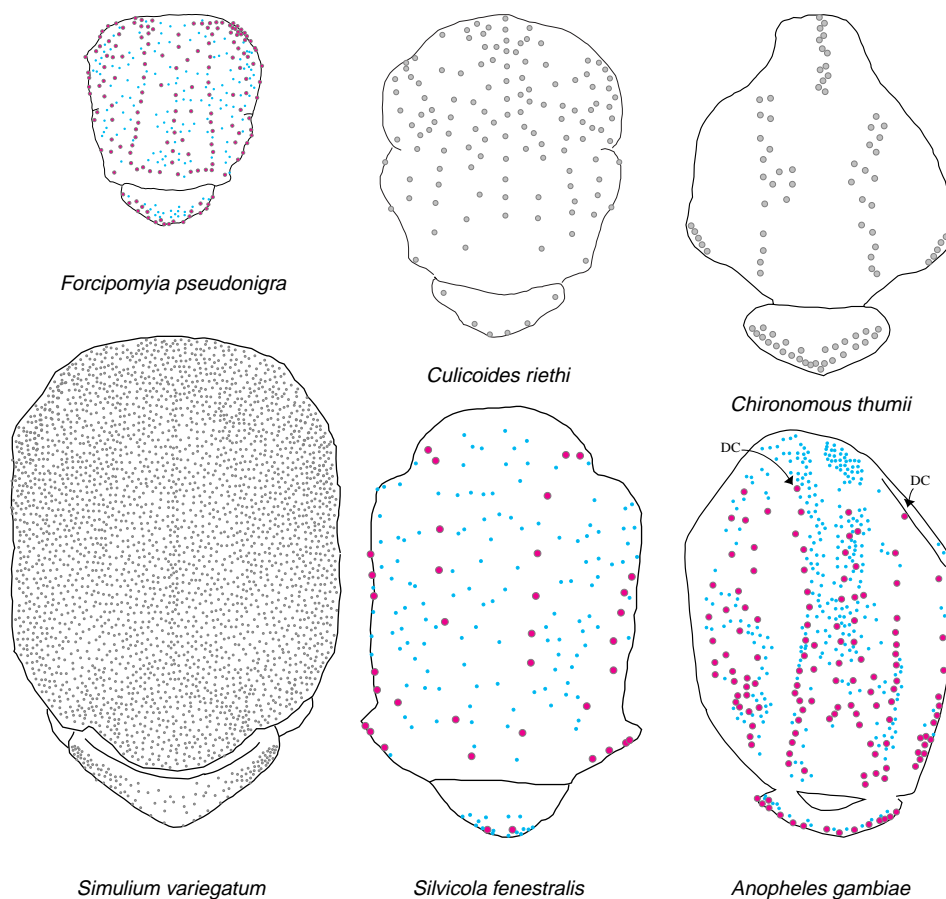 Forcipomyia pseudonigra
Culicoides riethi
Chironomous thumii
DC
DC
Simulium variegatum
Silvicola fenestralis
Anopheles gambiae